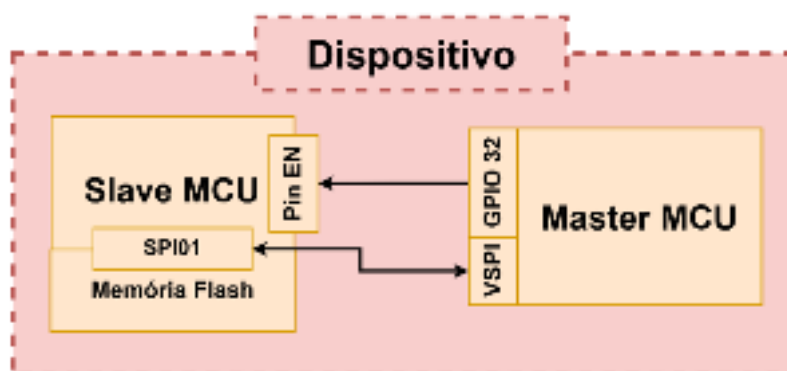 Dispositivo
Slave MCU
Pin EN
SPI01
Memória Flash
GPIO 32
VSPI
Master MCU